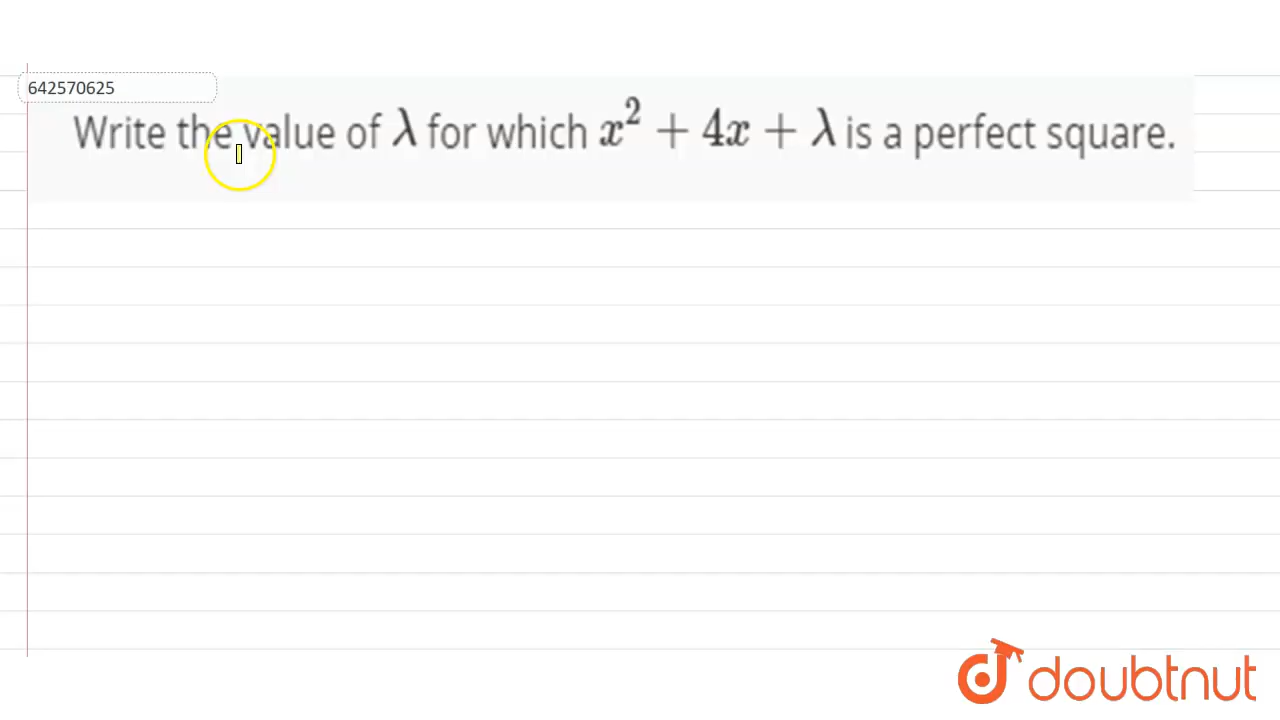 642570625
Write the value of λ for which x² + 4x + λ is a perfect square.
doubtnut